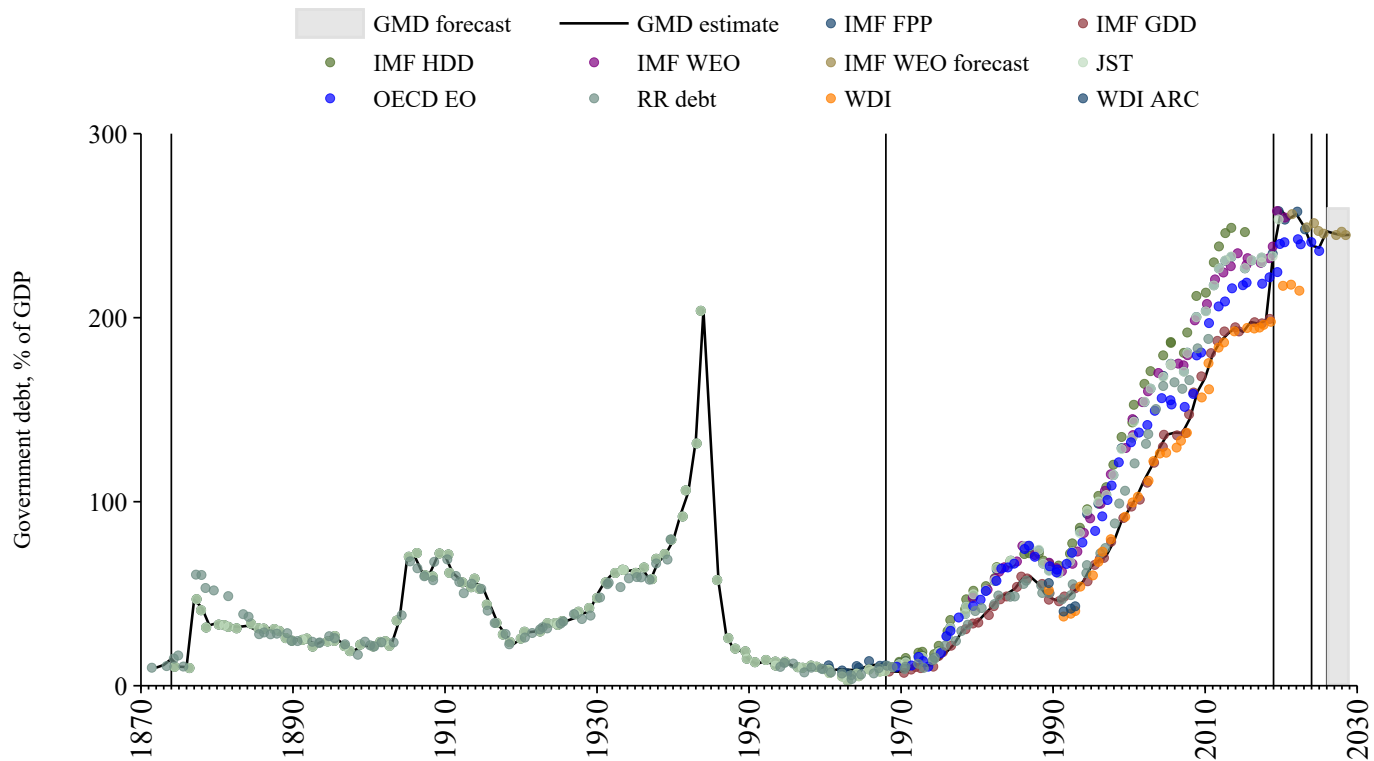 GMD forecast GMD estimate IMF FPP IMF GDD
IMF HDD IMF WEO IMF WEO forecast JST
OECD EO RR debt WDI WDI ARC
Government debt, % of GDP
300
200
100
0
1870 1890 1910 1930 1950 1970 1990 2010 2030